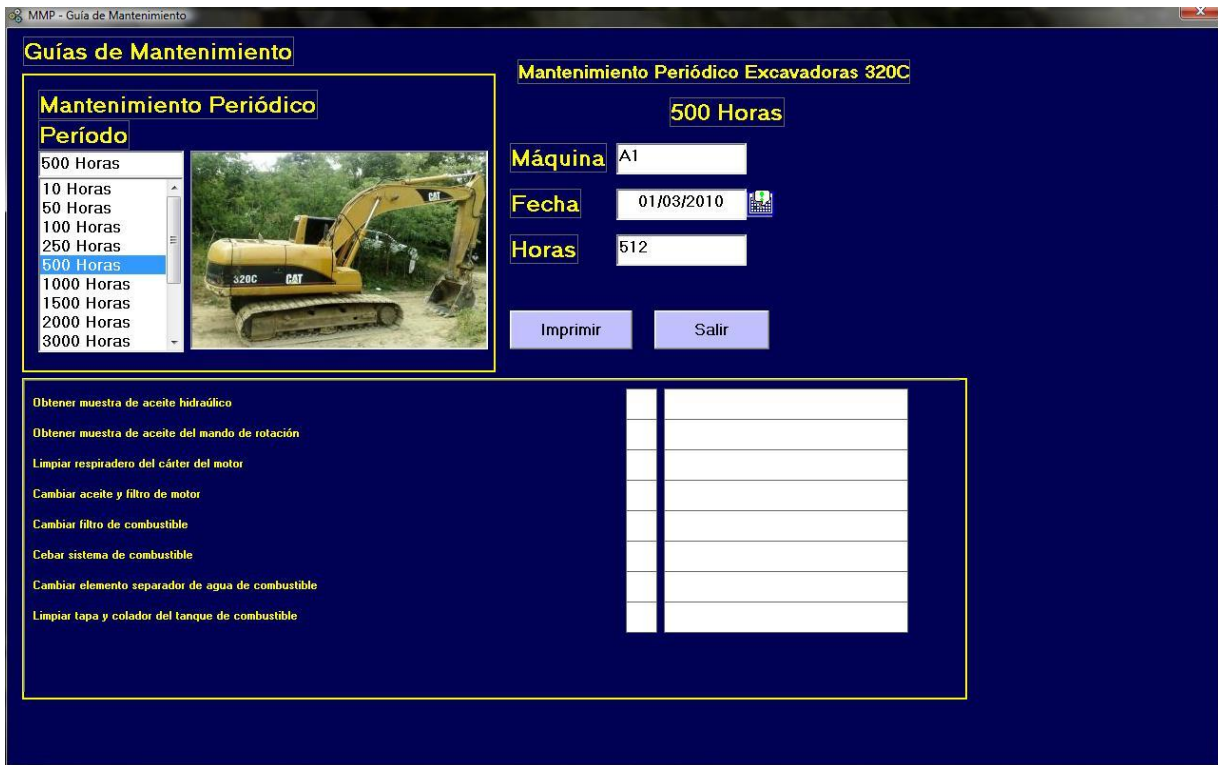 MMP - Guía de Mantenimiento
X
Guías de Mantenimiento
Mantenimiento Periódico
Período
500 Horas
10 Horas
50 Horas
100 Horas
250 Horas
500 Horas
1000 Horas
1500 Horas
2000 Horas
3000 Horas
320C CAT
CAT
Mantenimiento Periódico Excavadoras 320C
500 Horas
Máquina A1
Fecha 01/03/2010
Horas 512
Imprimir Salir
Obtener muestra de aceite hidraúlico
Obtener muestra de aceite del mando de rotación
Limpiar respiradero del cárter del motor
Cambiar aceite y filtro de motor
Cambiar filtro de combustible
Cebar sistema de combustible
Cambiar elemento separador de agua de combustible
Limpiar tapa y colador del tanque de combustible